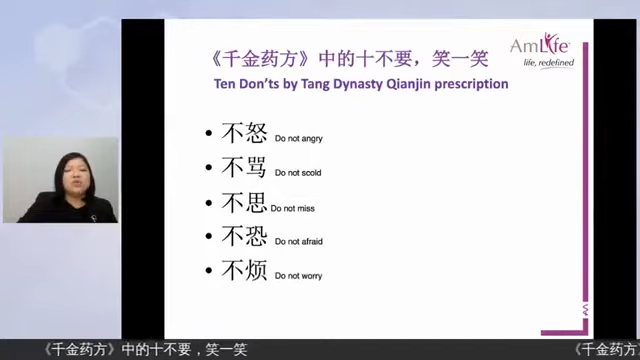 《千金药方》中的十不要，笑一笑
Ten Don'ts by Tang Dynasty Qianjin prescription
AmLife
life, redefined
• 不怒 Do not angry
• 不骂 Do not scold
• 不思 Do not miss
• 不恐 Do not afraid
• 不烦 Do not worry
《千金药方》中的十不要，笑一笑
《千金药方